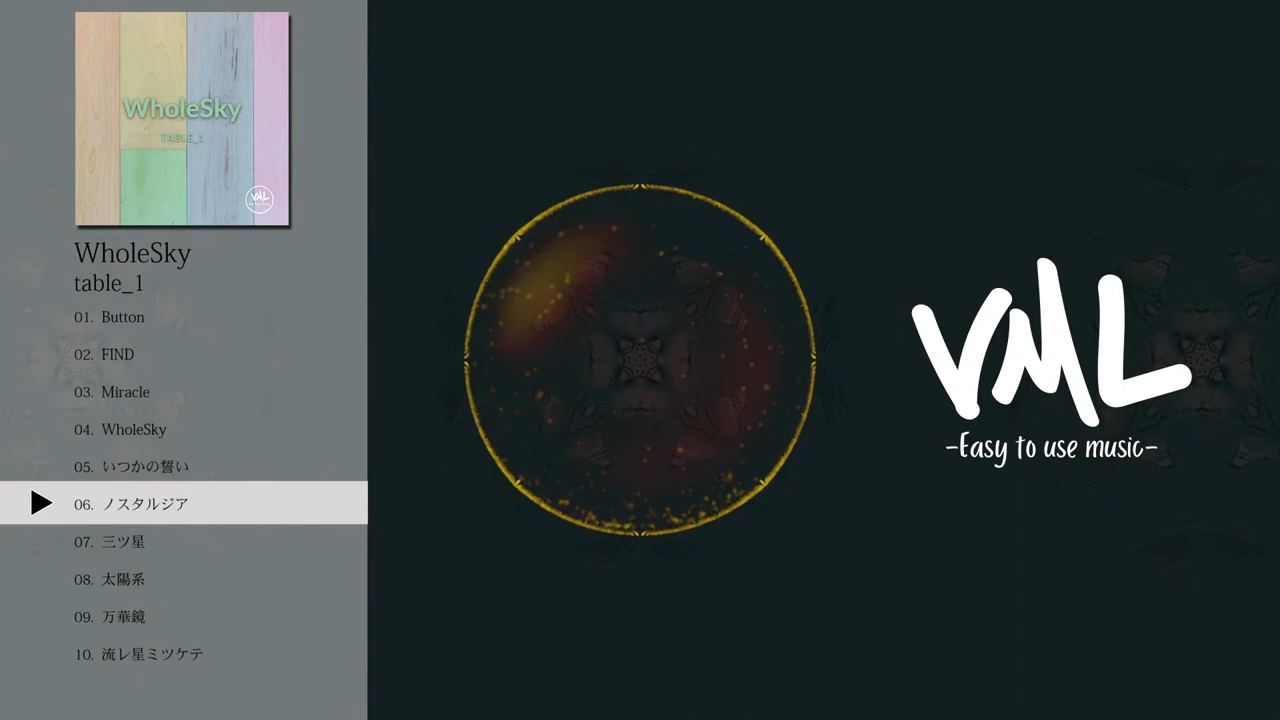 WholeSky
TABLE_1
VML
WholeSky
table_1
01. Button
02. FIND
03. Miracle
04. WholeSky
05. いつかの誓い
06. ノスタルジア
07. 三ツ星
08. 太陽系
09. 万華鏡
10. 流レ星ミツケテ
VML
-Easy to use music-